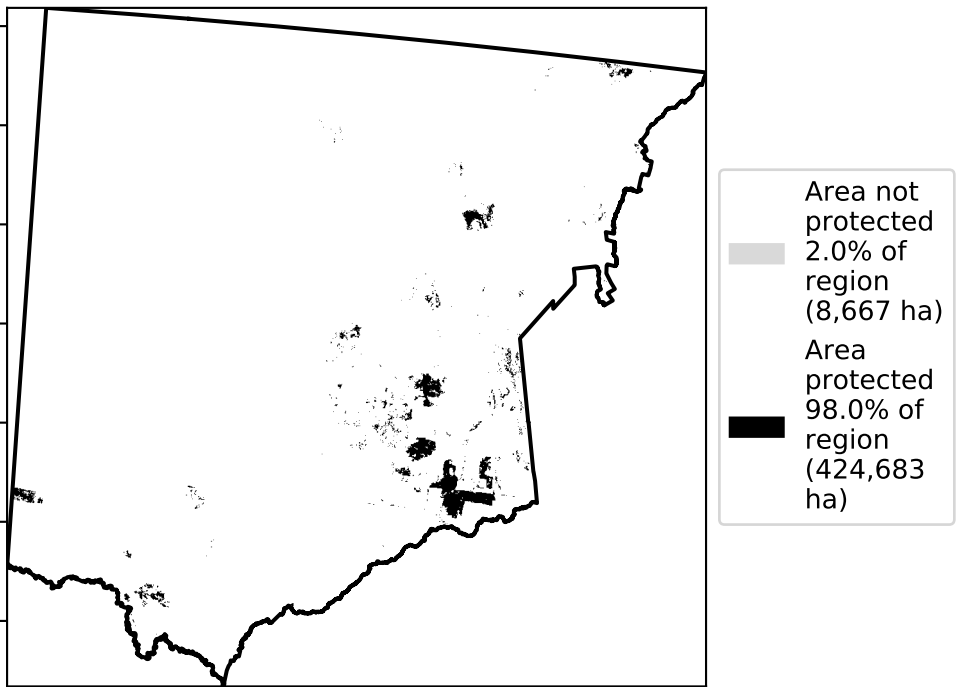 Area not
protected
2.0% of
region
(8,667 ha)
Area
protected
98.0% of
region
(424,683
ha)